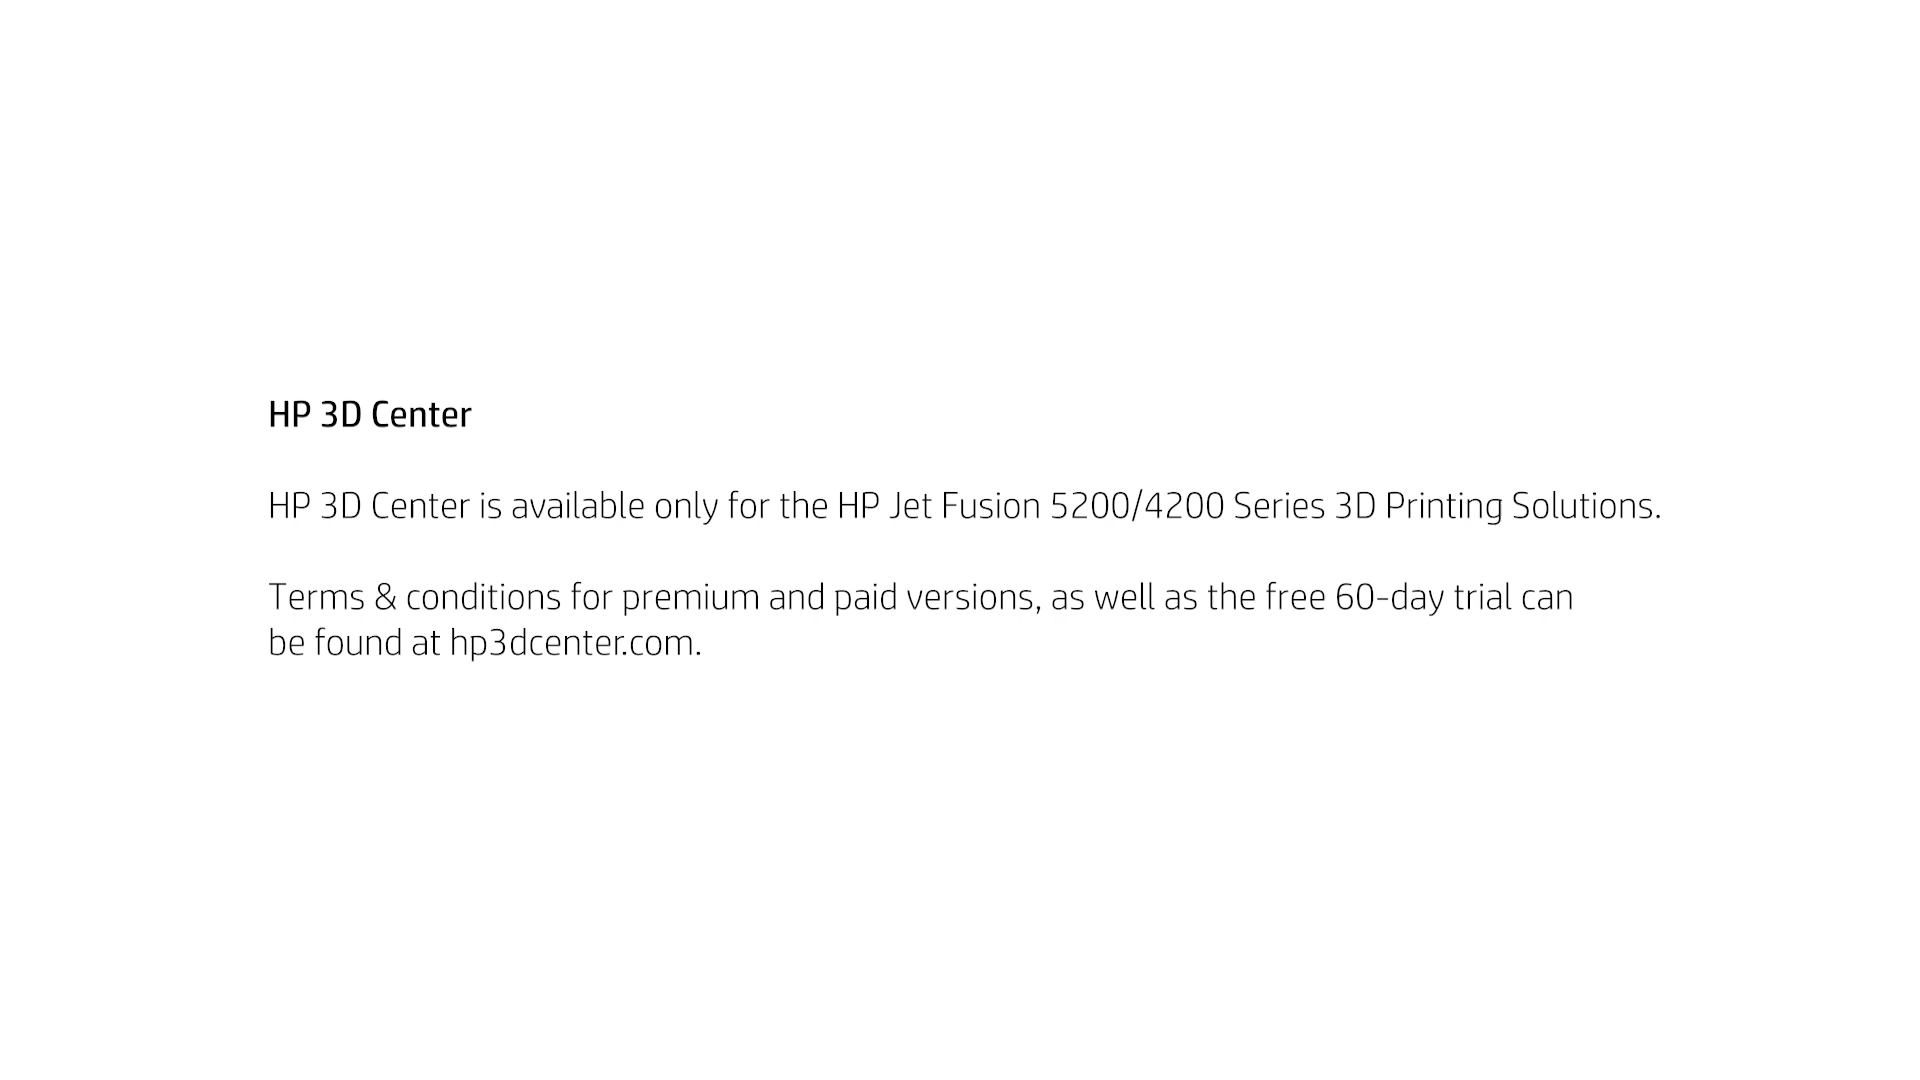 HP 3D Center
HP 3D Center is available only for the HP Jet Fusion 5200/4200 Series 3D Printing Solutions.
Terms & conditions for premium and paid versions, as well as the free 60-day trial can
be found at hp3dcenter.com.